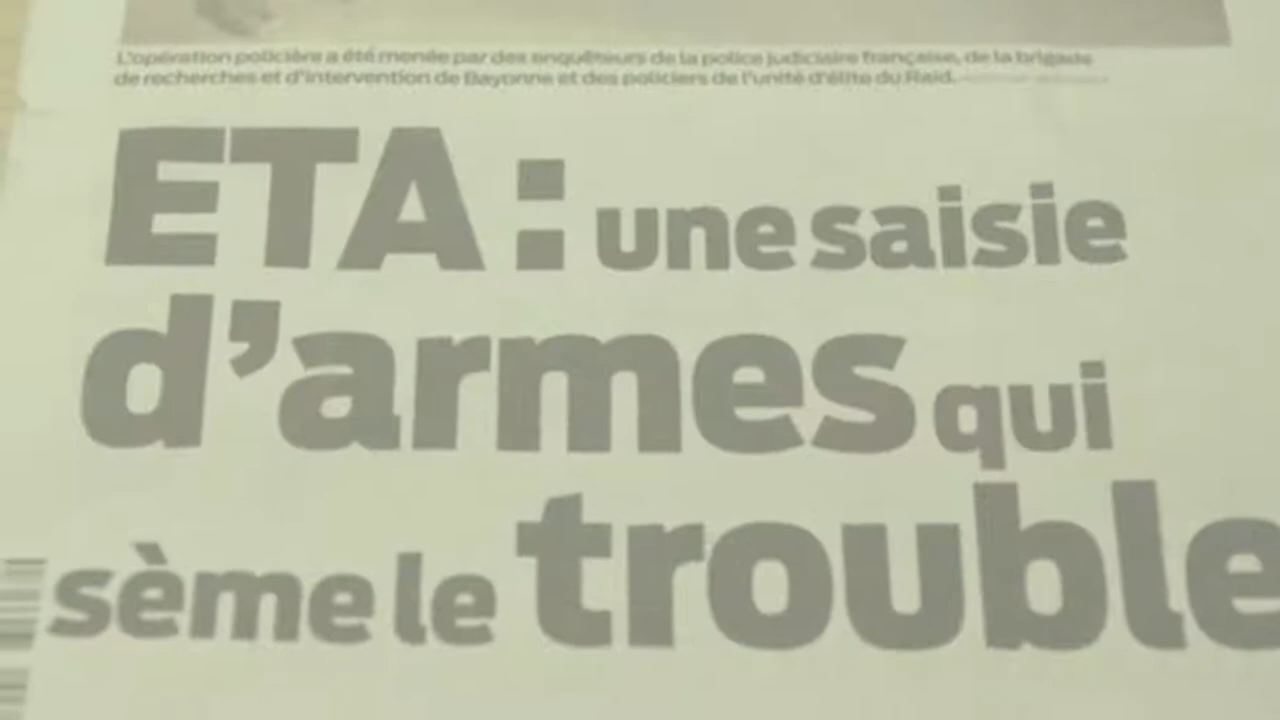 L'opération policière a été menée par des enquêteurs de la police judiciaire française, de la brigade
de recherches et d'intervention de Bayonne et des policiers de l'unité d'élite du Raid.
ETA : une saisie
d'armes qui
sème le trouble